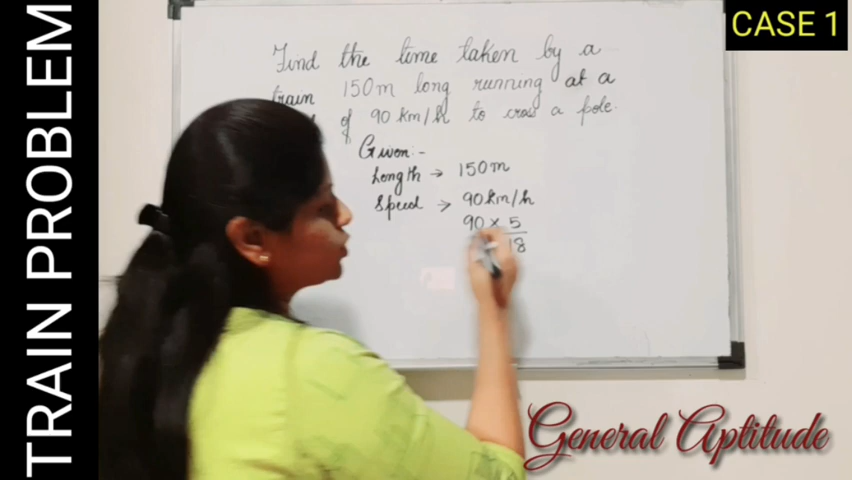 TRAIN PROBLEM
CASE 1
Find the time taken by a
train 150m long running at a
of 90 km/h to cross a pole.
Given:-
Length → 150m
Speed → 90km/h
90 × 5
18
General Aptitude